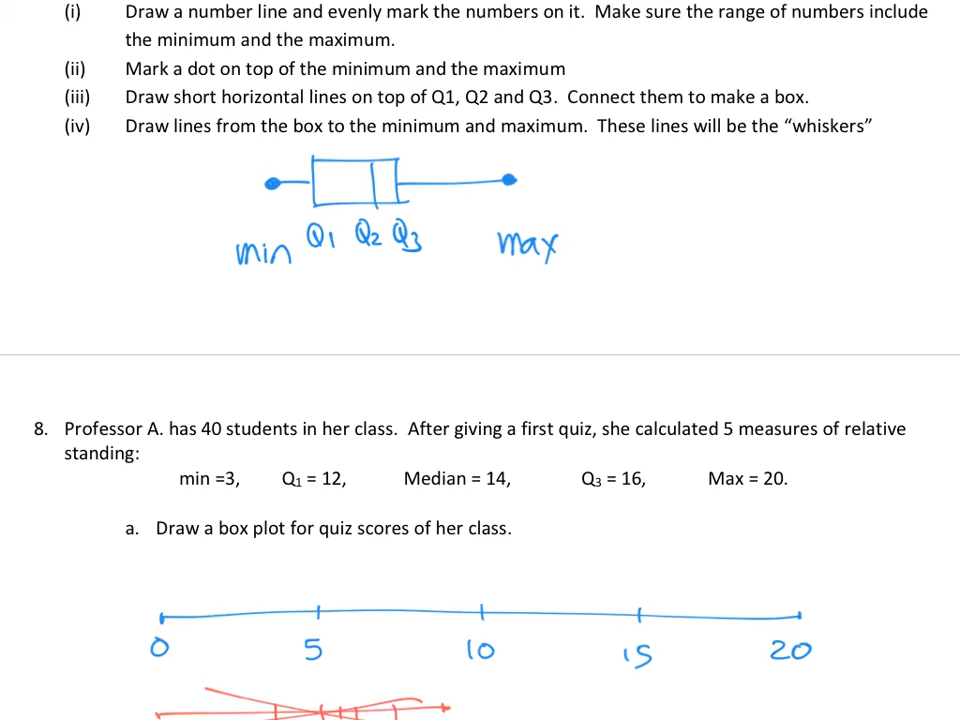 (i) Draw a number line and evenly mark the numbers on it. Make sure the range of numbers include
the minimum and the maximum.
(ii) Mark a dot on top of the minimum and the maximum
(iii) Draw short horizontal lines on top of Q1, Q2 and Q3. Connect them to make a box.
(iv) Draw lines from the box to the minimum and maximum. These lines will be the “whiskers”
min Q1 Q2 Q3 max
8. Professor A. has 40 students in her class. After giving a first quiz, she calculated 5 measures of relative
standing:
min =3, Q1 = 12, Median = 14, Q3 = 16, Max = 20.
a. Draw a box plot for quiz scores of her class.
0 5 10 15 20